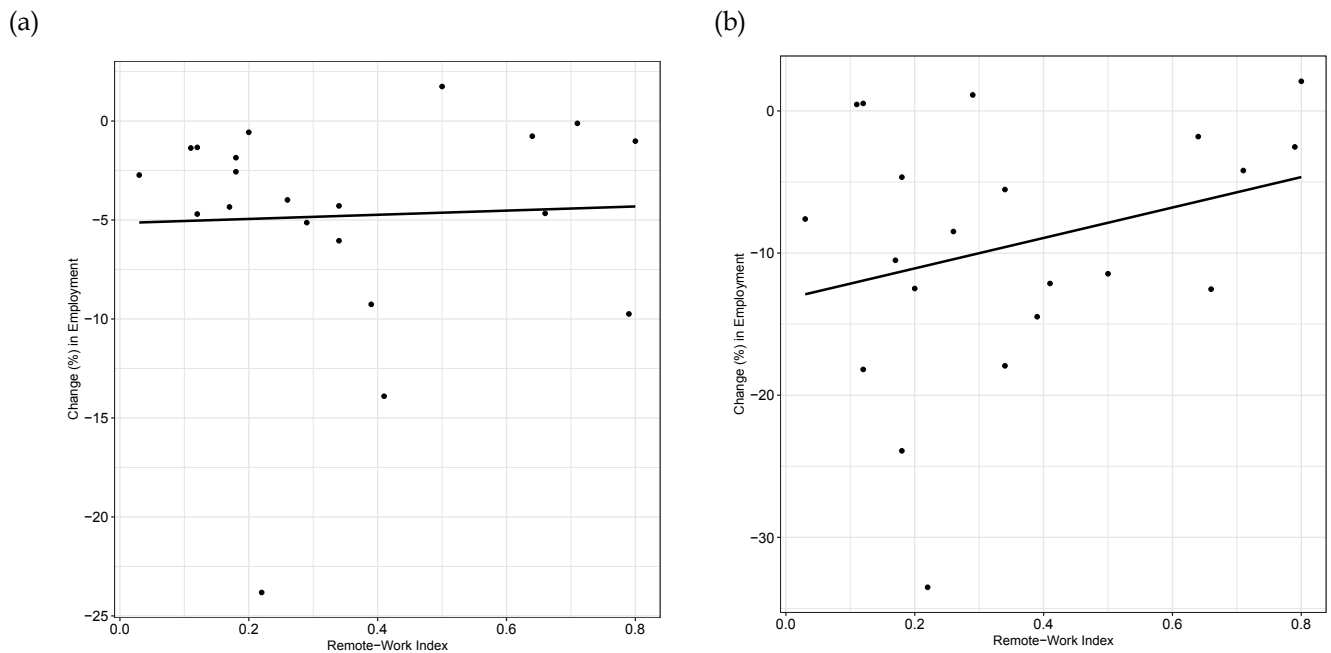 (a)
Change (%) in Employment
0
−5
−10
−15
−20
−25
0.0 0.2 0.4 0.6 0.8
Remote−Work Index
(b)
Change (%) in Employment
0
−10
−20
−30
0.0 0.2 0.4 0.6 0.8
Remote−Work Index